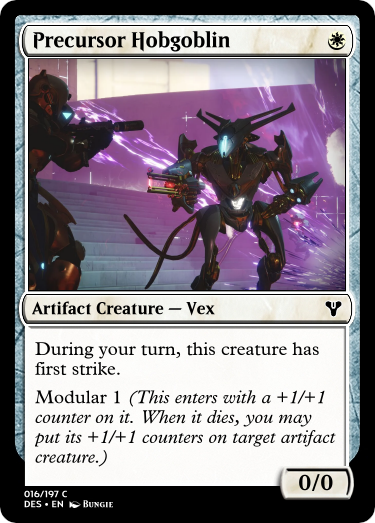 Precursor Hobgoblin
Artifact Creature — Vex
During your turn, this creature has
first strike.
Modular 1 (This enters with a +1/+1
counter on it. When it dies, you may
put its +1/+1 counters on target artifact
creature.)
0/0
016/197 C
DES • EN Bungie